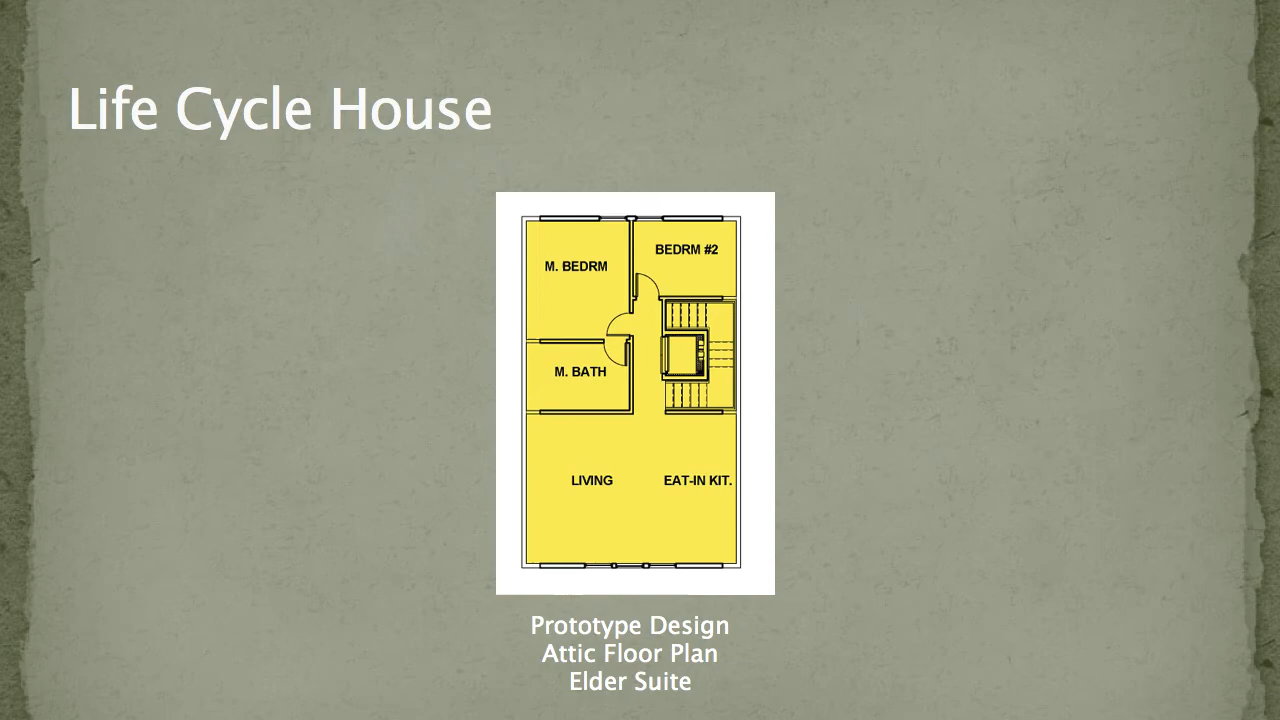 Life Cycle House
BEDRM #2
M. BEDRM
M. BATH
LIVING
EAT-IN KIT.
Prototype Design
Attic Floor Plan
Elder Suite